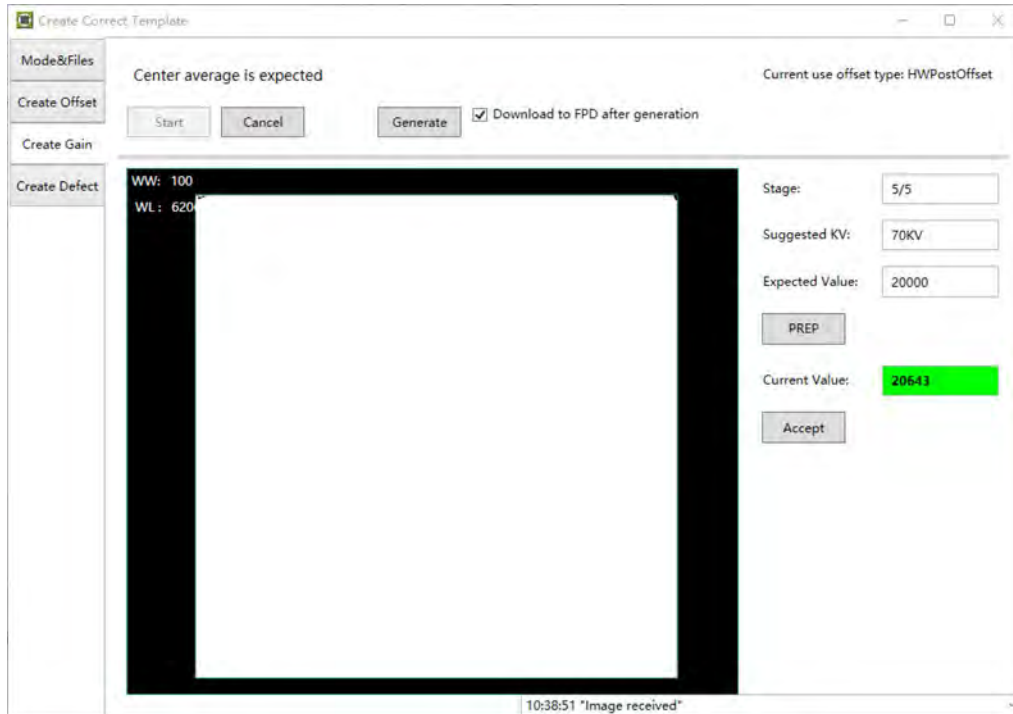 Create Correct Template
Mode&Files
Create Offset
Create Gain
Create Defect
Center average is expected
Current use offset type: HWPostOffset
Start
Cancel
Generate
Download to FPD after generation
WW: 100
WL: 620
Stage:
5/5
Suggested KV:
70KV
Expected Value:
20000
PREP
Current Value:
20643
Accept
10:38:51 "Image received"